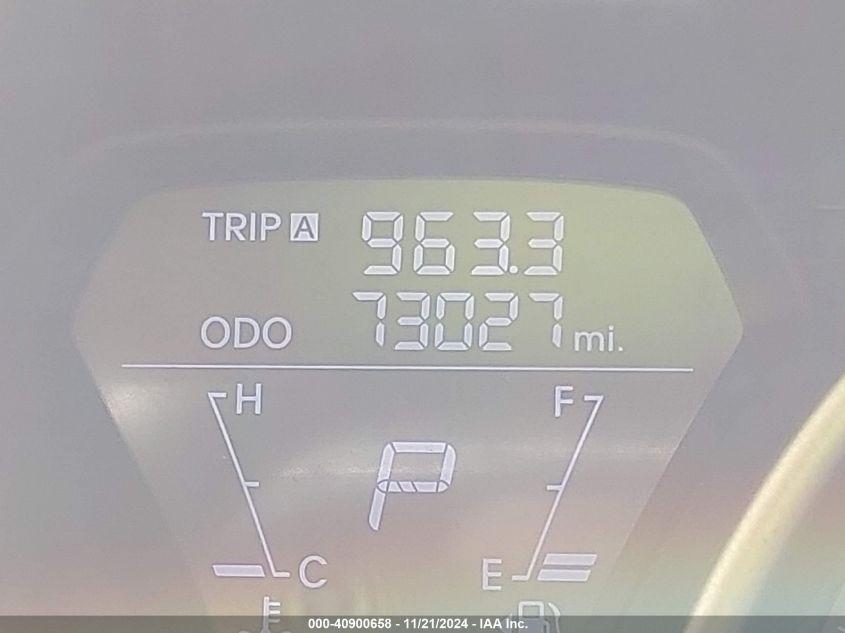 TRIP A 963.3
ODO 73027 mi.
H F
P
C E
000-40900658 - 11/21/2024 - IAA Inc.